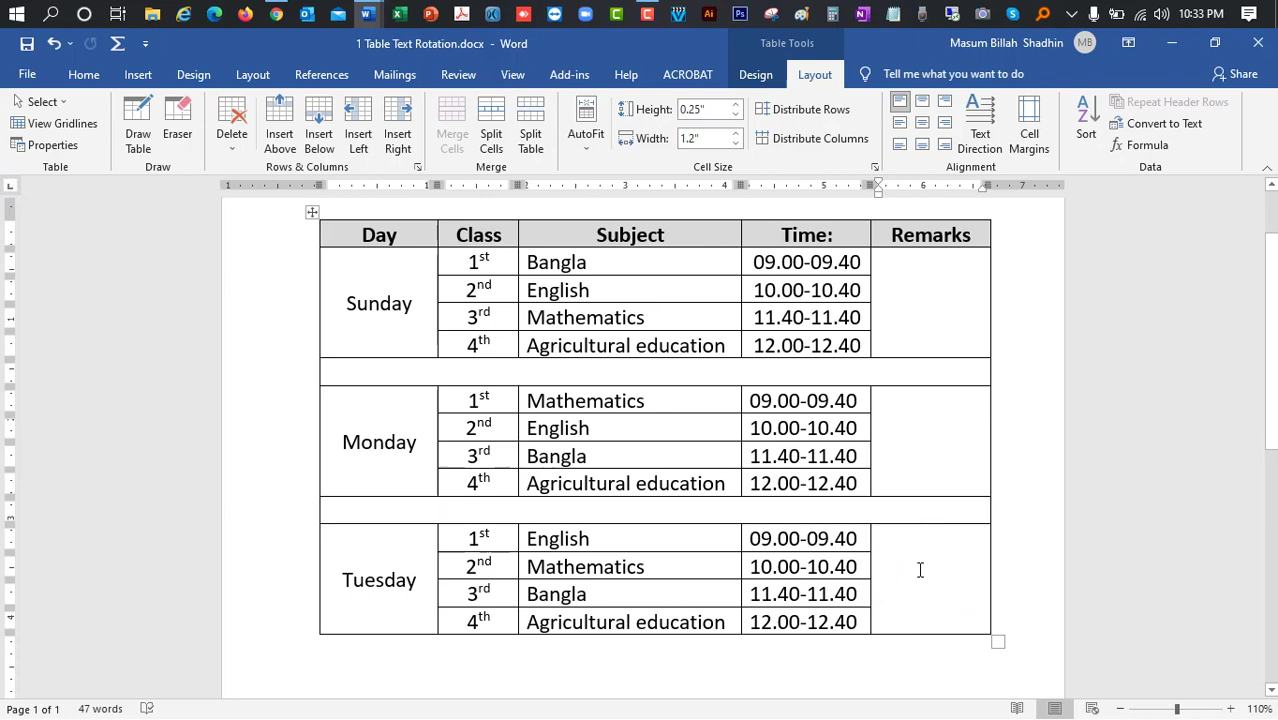 10:33 PM
1 Table Text Rotation.docx - Word
Table Tools
Masum Billah Shadhin
MB
File Home Insert Design Layout References Mailings Review View Add-ins Help ACROBAT Design Layout Tell me what you want to do Share
Select
View Gridlines
Properties
Table
Draw Table
Eraser
Draw
Delete
Insert Above
Insert Below
Insert Left
Insert Right
Rows & Columns
Merge Cells
Split Cells
Split Table
Merge
AutoFit
Height: 0.25"
Width: 1.2"
Distribute Rows
Distribute Columns
Cell Size
Text Direction
Cell Margins
Alignment
Sort
Repeat Header Rows
Convert to Text
Formula
Data
1 1 2 3 4 5 6 7
Day Class Subject Time: Remarks
Sunday
1st Bangla 09.00-09.40
2nd English 10.00-10.40
3rd Mathematics 11.40-11.40
4th Agricultural education 12.00-12.40
Monday
1st Mathematics 09.00-09.40
2nd English 10.00-10.40
3rd Bangla 11.40-11.40
4th Agricultural education 12.00-12.40
Tuesday
1st English 09.00-09.40
2nd Mathematics 10.00-10.40
3rd Bangla 11.40-11.40
4th Agricultural education 12.00-12.40
Page 1 of 1 47 words 110%